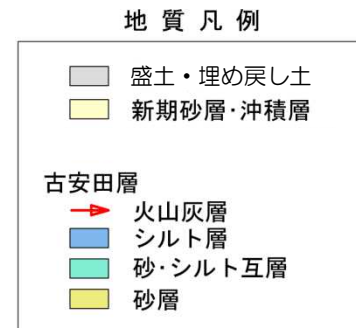 地質凡例
盛土・埋め戻し土
新期砂層・沖積層
古安田層
火山灰層
シルト層
砂・シルト互層
砂層